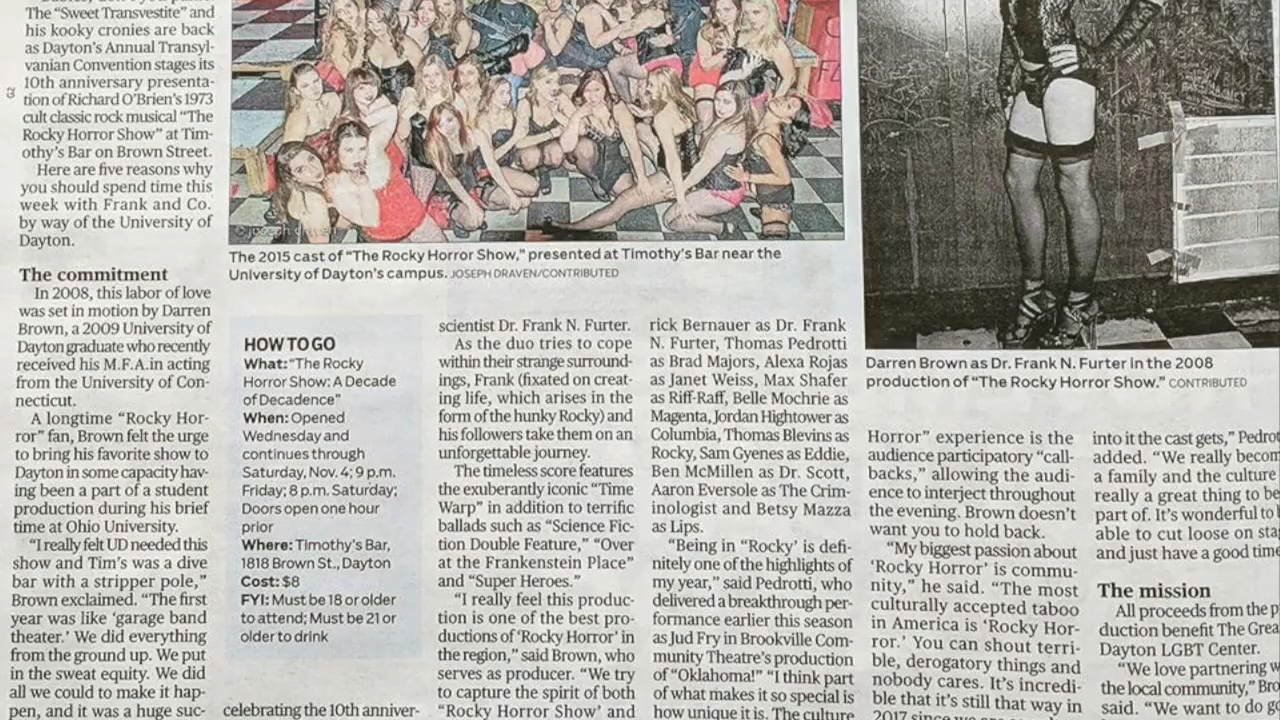 The "Sweet Transvestite" and
his kooky cronies are back
as Dayton's Annual Transyl-
vanian Convention stages its
10th anniversary presenta-
tion of Richard O'Brien's 1973
cult classic rock musical "The
Rocky Horror Show" at Tim-
othy's Bar on Brown Street.
Here are five reasons why
you should spend time this
week with Frank and Co.
by way of the University of
Dayton.
The commitment
In 2008, this labor of love
was set in motion by Darren
Brown, a 2009 University of
Dayton graduate who recently
received his M.F.A.in acting
from the University of Con-
necticut.
A longtime "Rocky Hor-
ror" fan, Brown felt the urge
to bring his favorite show to
Dayton in some capacity hav-
ing been a part of a student
production during his brief
time at Ohio University.
"I really felt UD needed this
show and Tim's was a dive
bar with a stripper pole,"
Brown exclaimed. "The first
year was like 'garage band
theater.' We did everything
from the ground up. We put
in the sweat equity. We did
all we could to make it hap-
pen, and it was a huge suc-
The 2015 cast of "The Rocky Horror Show," presented at Timothy's Bar near the
University of Dayton's campus. JOSEPH DRAVEN/CONTRIBUTED
HOW TO GO
What: "The Rocky
Horror Show: A Decade
of Decadence"
When: Opened
Wednesday and
continues through
Saturday, Nov. 4; 9 p.m.
Friday; 8 p.m. Saturday;
Doors open one hour
prior
Where: Timothy's Bar,
1818 Brown St., Dayton
Cost: $8
FYI: Must be 18 or older
to attend; Must be 21 or
older to drink
celebrating the 10th anniver-
scientist Dr. Frank N. Furter.
As the duo tries to cope
within their strange surround-
ings, Frank (fixated on creat-
ing life, which arises in the
form of the hunky Rocky) and
his followers take them on an
unforgettable journey.
The timeless score features
the exuberantly iconic "Time
Warp" in addition to terrific
ballads such as "Science Fic-
tion Double Feature," "Over
at the Frankenstein Place"
and "Super Heroes."
"I really feel this produc-
tion is one of the best pro-
ductions of 'Rocky Horror' in
the region," said Brown, who
serves as producer. "We try
to capture the spirit of both
"Rocky Horror Show' and
rick Bernauer as Dr. Frank
N. Furter, Thomas Pedrotti
as Brad Majors, Alexa Rojas
as Janet Weiss, Max Shafer
as Riff-Raff, Belle Mochrie as
Magenta, Jordan Hightower as
Columbia, Thomas Blevins as
Rocky, Sam Gyenes as Eddie,
Ben McMillen as Dr. Scott,
Aaron Eversole as The Crim-
inologist and Betsy Mazza
as Lips.
"Being in "Rocky' is defi-
nitely one of the highlights of
my year," said Pedrotti, who
delivered a breakthrough per-
formance earlier this season
as Jud Fry in Brookville Com-
munity Theatre's production
of "Oklahoma!" "I think part
of what makes it so special is
how unique it is. The culture
Darren Brown as Dr. Frank N. Furter in the 2008
production of "The Rocky Horror Show." CONTRIBUTED
Horror" experience is the
audience participatory "call-
backs," allowing the audi-
ence to interject throughout
the evening. Brown doesn't
want you to hold back.
"My biggest passion about
'Rocky Horror' is commu-
nity," he said. "The most
culturally accepted taboo
in America is 'Rocky Hor-
ror.' You can shout terri-
ble, derogatory things and
nobody cares. It's incredi-
ble that it's still that way in
2017 since we are
into it the cast gets," Pedro
added. "We really becom
a family and the culture
really a great thing to be
part of. It's wonderful to
able to cut loose on sta
and just have a good time
The mission
All proceeds from the p
duction benefit The Grea
Dayton LGBT Center.
"We love partnering w
the local community," Bro
said. "We want to do g